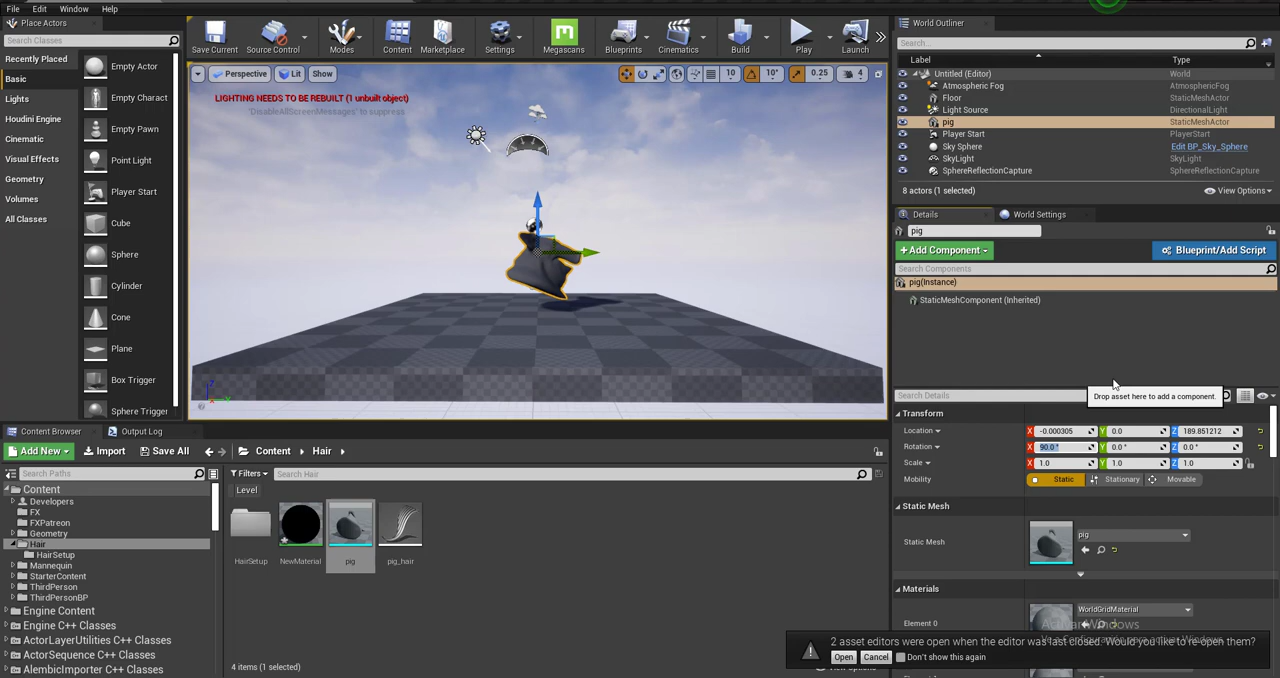 File Edit Window Help
Place Actors
Search Classes
Recently Placed
Basic
Lights
Houdini Engine
Cinematic
Visual Effects
Geometry
Volumes
All Classes
Empty Actor
Empty Charact
Empty Pawn
Point Light
Player Start
Cube
Sphere
Cylinder
Cone
Plane
Box Trigger
Sphere Trigger
Save Current Source Control Modes Content Marketplace Settings Megascans Blueprints Cinematics Build Play Launch
Perspective Lit Show 10 10° 0.25 4
LIGHTING NEEDS TO BE REBUILT (1 unbuilt object)
'DisableAllScreenMessages' to suppress
World Outliner
Search...
Label Type
Untitled (Editor) World
Atmospheric Fog AtmosphericFog
Floor StaticMeshActor
Light Source DirectionalLight
pig StaticMeshActor
Player Start PlayerStart
Sky Sphere Edit BP_Sky_Sphere
SkyLight SkyLight
SphereReflectionCapture SphereReflectionCapture
8 actors (1 selected) View Options
Details World Settings
pig
+Add Component Blueprint/Add Script
Search Components
pig(Instance)
StaticMeshComponent (Inherited)
Search Details
Drop asset here to add a component.
Transform
Location X -0.000305 Y 0.0 Z 189.851212
Rotation X 90.0 ° Y 0.0 ° Z 0.0 °
Scale X 1.0 Y 1.0 Z 1.0
Mobility Static Stationary Movable
Static Mesh
Static Mesh pig
Materials
Element 0 WorldGridMaterial
Content Browser Output Log
Add New Import Save All Content Hair
Search Paths
Filters Search Hair
Level
Content
Developers
FX
FXPatreon
Geometry
Hair
HairSetup
Mannequin
StarterContent
ThirdPerson
ThirdPersonBP
Engine Content
Engine C++ Classes
ActorLayerUtilities C++ Classes
ActorSequence C++ Classes
AlembicImporter C++ Classes
HairSetup NewMaterial pig pig_hair
4 items (1 selected)
2 asset editors were open when the editor was last closed. Would you like to re-open them?
Open Cancel Don't show this again